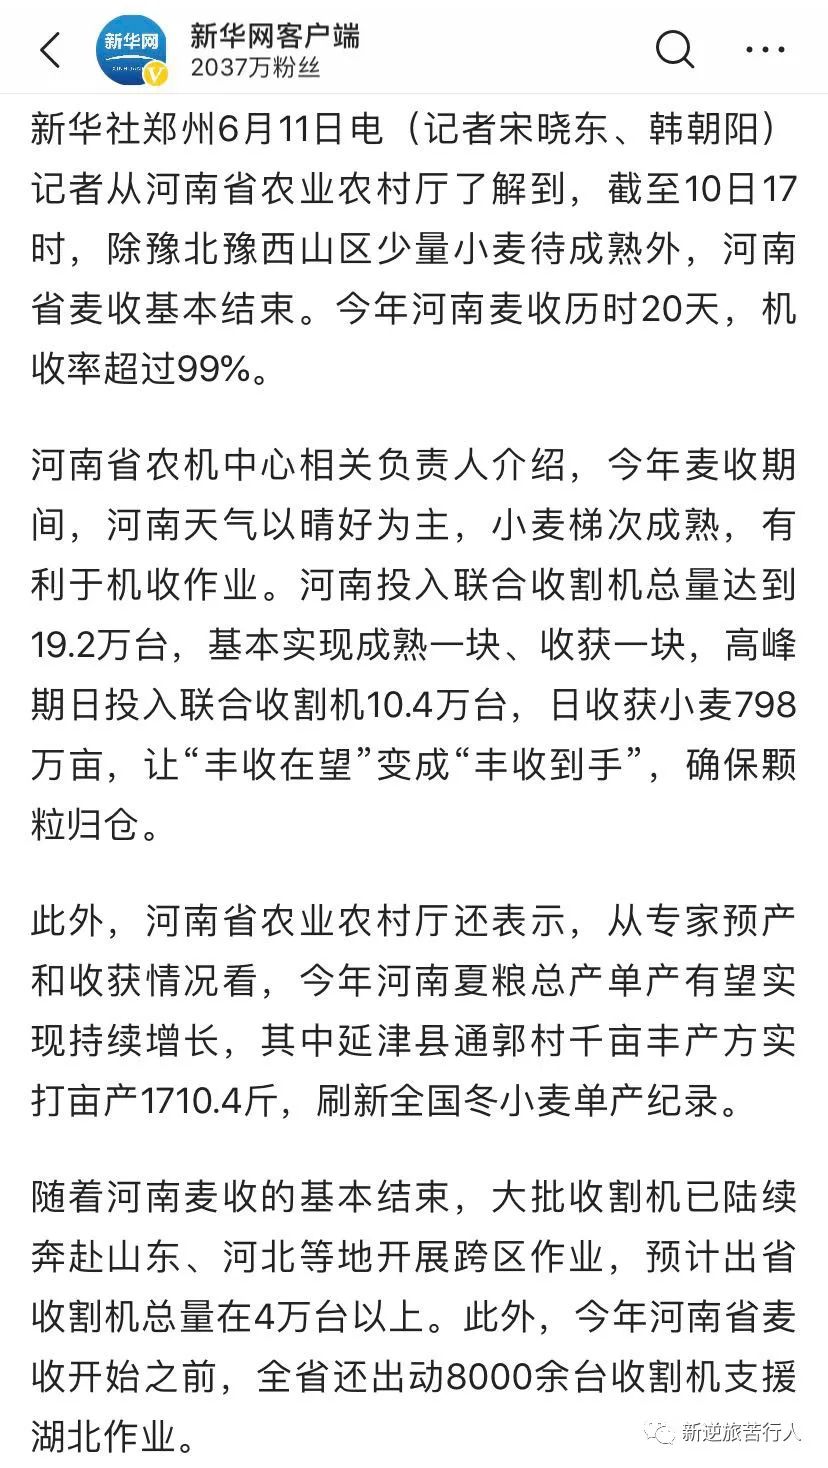 新华网
XINHUANET
V
新华网客户端
2037万粉丝
新华社郑州6月11日电（记者宋晓东、韩朝阳）
记者从河南省农业农村厅了解到，截至10日17
时，除豫北豫西山区少量小麦待成熟外，河南
省麦收基本结束。今年河南麦收历时20天，机
收率超过99%。
河南省农机中心相关负责人介绍，今年麦收期
间，河南天气以晴好为主，小麦梯次成熟，有
利于机收作业。河南投入联合收割机总量达到
19.2万台，基本实现成熟一块、收获一块，高峰
期日投入联合收割机10.4万台，日收获小麦798
万亩，让“丰收在望”变成“丰收到手”，确保颗
粒归仓。
此外，河南省农业农村厅还表示，从专家预产
和收获情况看，今年河南夏粮总产单产有望实
现持续增长，其中延津县通郭村千亩丰产方实
打亩产1710.4斤，刷新全国冬小麦单产纪录。
随着河南麦收的基本结束，大批收割机已陆续
奔赴山东、河北等地开展跨区作业，预计出省
收割机总量在4万台以上。此外，今年河南省麦
收开始之前，全省还出动8000余台收割机支援
湖北作业。
新逆旅苦行人